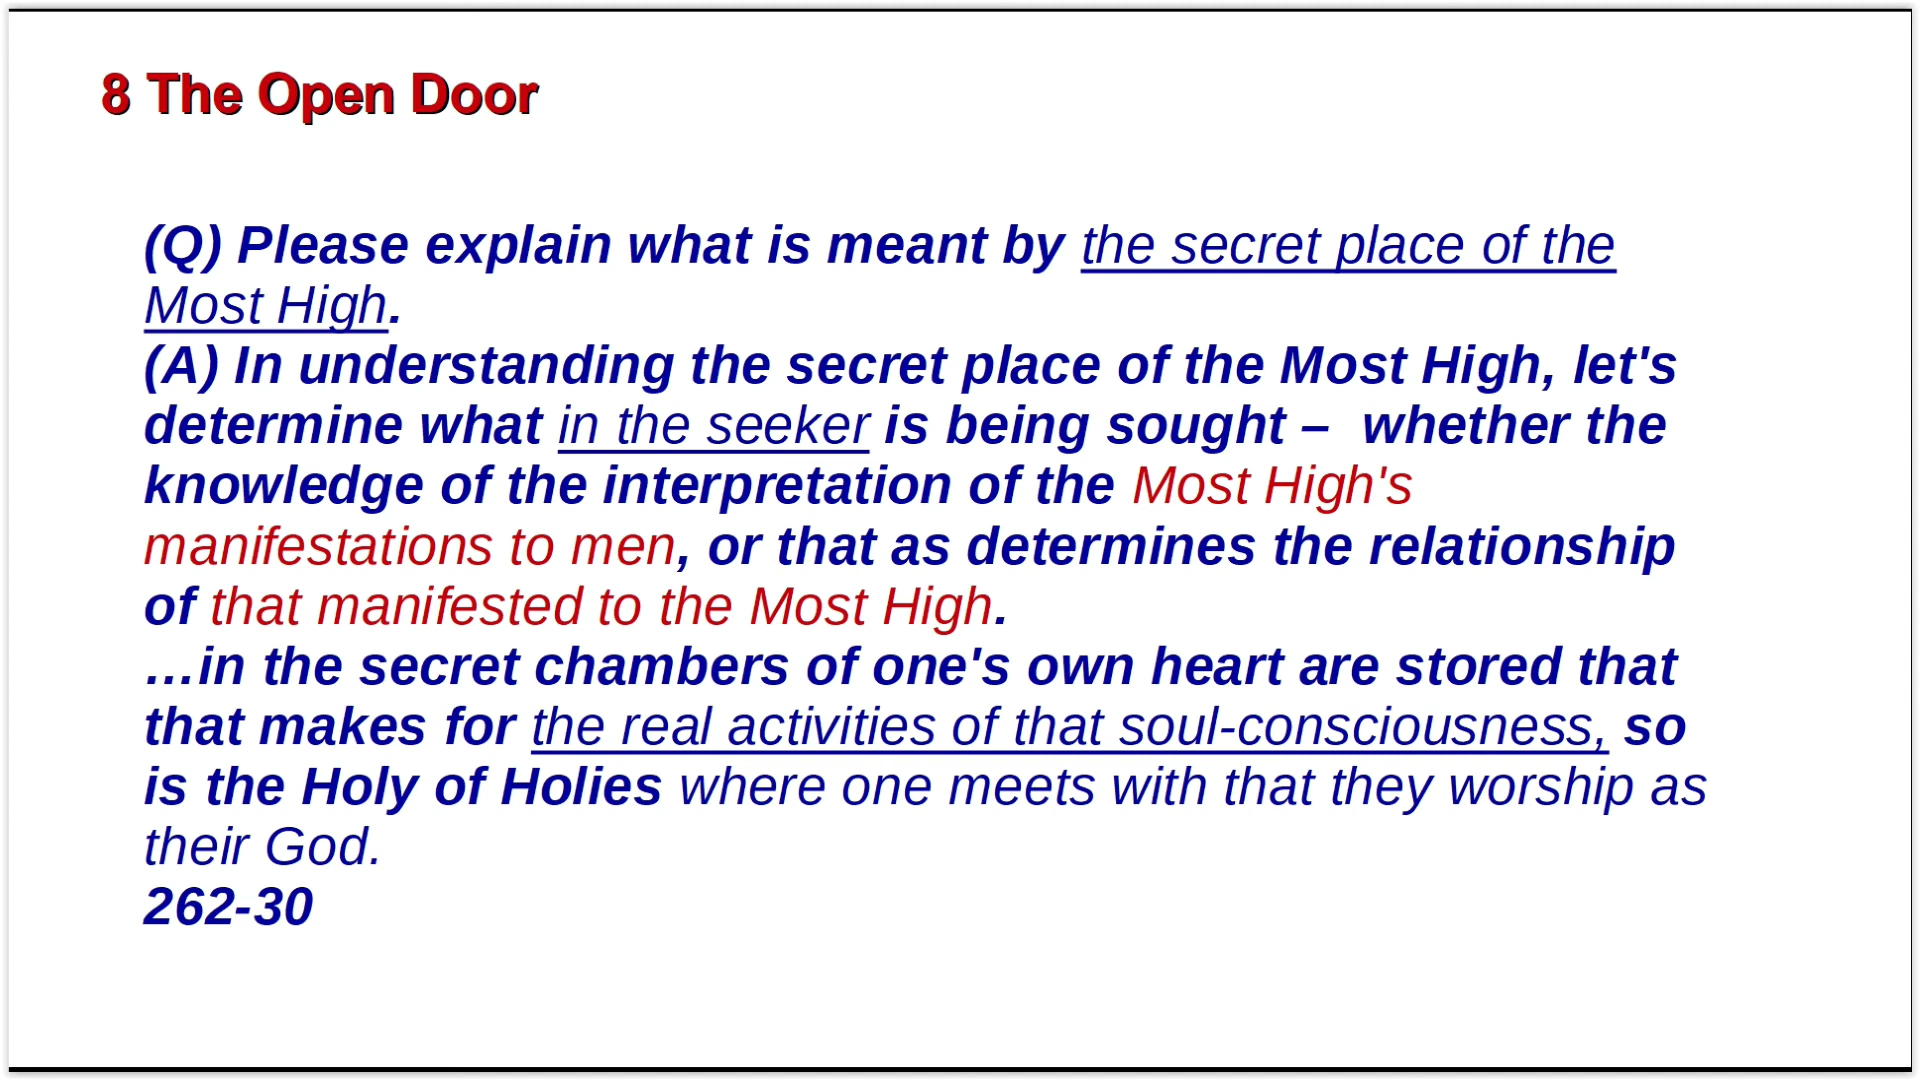 8 The Open Door
(Q) Please explain what is meant by the secret place of the
Most High.
(A) In understanding the secret place of the Most High, let's
determine what in the seeker is being sought –  whether the
knowledge of the interpretation of the Most High's
manifestations to men, or that as determines the relationship
of that manifested to the Most High.
…in the secret chambers of one's own heart are stored that
that makes for the real activities of that soul-consciousness, so
is the Holy of Holies where one meets with that they worship as
their God.
262-30